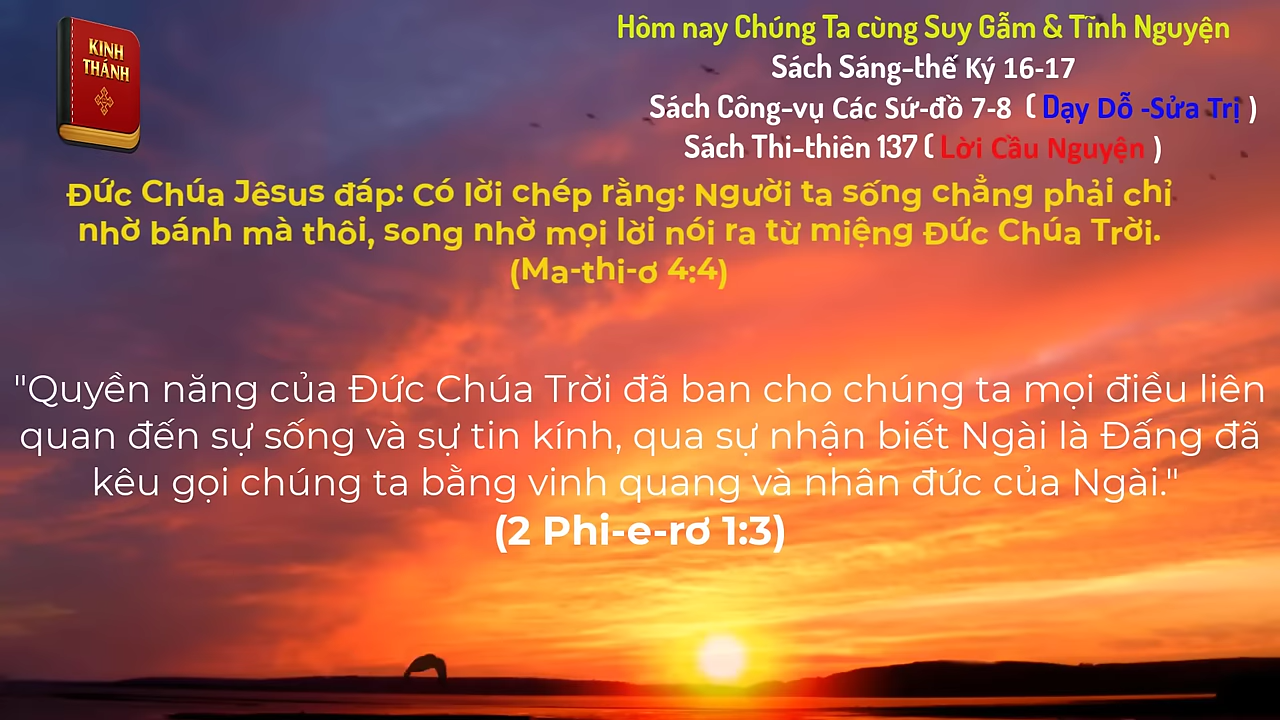 KINH
THÁNH
Hôm nay Chúng Ta cùng Suy Gẫm & Tĩnh Nguyện
Sách Sáng-thế Ký 16-17
Sách Công-vụ Các Sứ-đồ 7-8 ( Dạy Dỗ -Sửa Trị )
Sách Thi-thiên 137 ( Lời Cầu Nguyện )
Đức Chúa Jêsus đáp: Có lời chép rằng: Người ta sống chẳng phải chỉ
nhờ bánh mà thôi, song nhờ mọi lời nói ra từ miệng Đức Chúa Trời.
(Ma-thi-ơ 4:4)
"Quyền năng của Đức Chúa Trời đã ban cho chúng ta mọi điều liên
quan đến sự sống và sự tin kính, qua sự nhận biết Ngài là Đấng đã
kêu gọi chúng ta bằng vinh quang và nhân đức của Ngài."
(2 Phi-e-rơ 1:3)